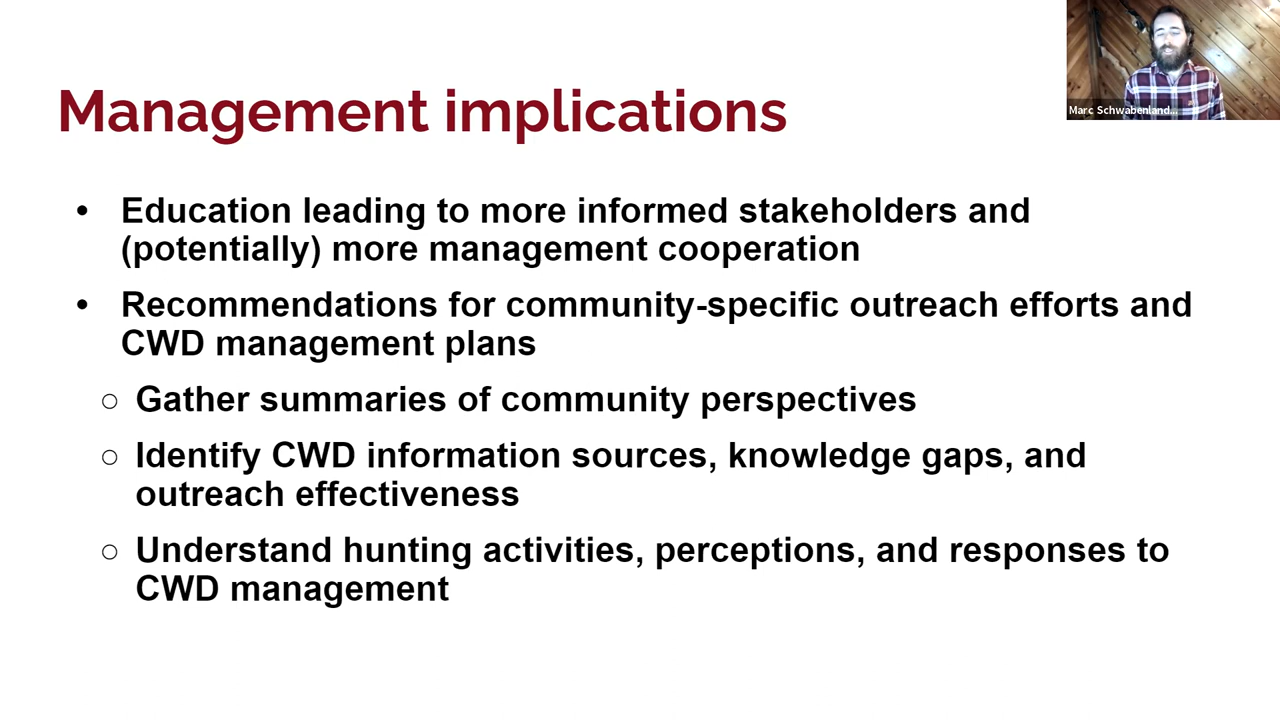 Marc Schwabenland...
Management implications
• Education leading to more informed stakeholders and
(potentially) more management cooperation
• Recommendations for community-specific outreach efforts and
CWD management plans
○ Gather summaries of community perspectives
○ Identify CWD information sources, knowledge gaps, and
outreach effectiveness
○ Understand hunting activities, perceptions, and responses to
CWD management